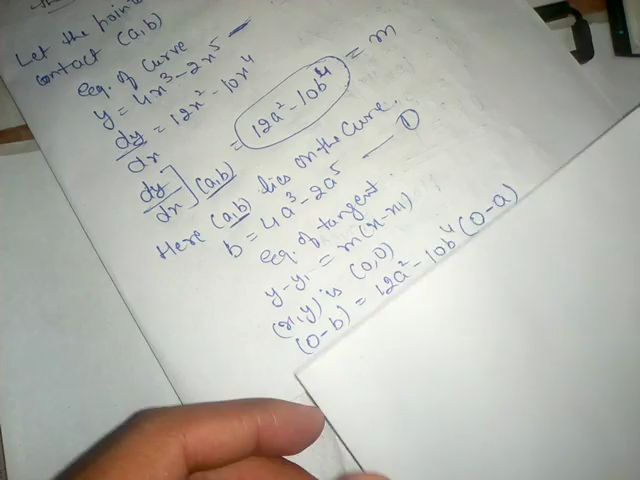 Let the point
contact (a,b)
eq. of curve
y = 4x³ - 2x⁵
dy/dx = 12x² - 10x⁴
dy/dx](a,b) = 12a² - 10b⁴ = m
Here (a,b) lies on the curve.
b = 4a³ - 2a⁵ — ①
eq. of tangent
y - y₁ = m(x - x₁)
(x,y) is (0,0)
(0-b) = 12a² - 10b⁴ (0-a)